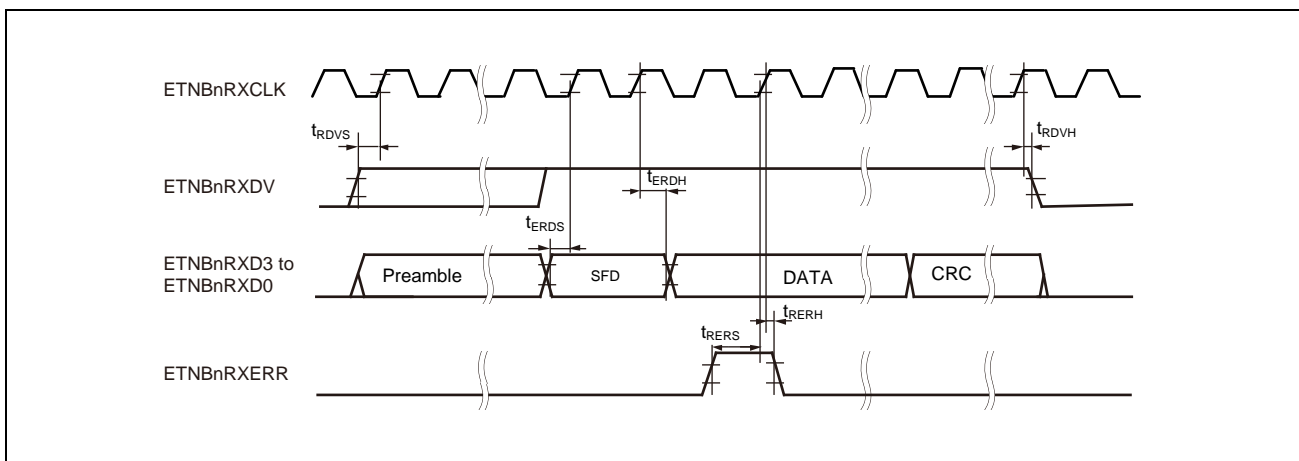 ETNBnRXCLK
tRDVS
tRDVH
ETNBnRXDV
tERDH
tERDS
ETNBnRXD3 to
ETNBnRXD0
Preamble
SFD
DATA
CRC
tRERS
tRERH
ETNBnRXERR